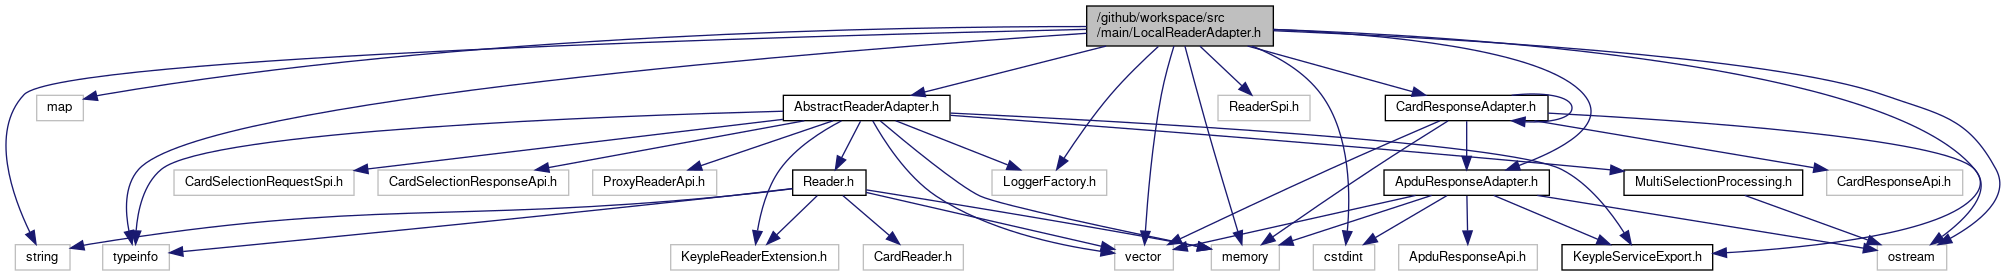 /github/workspace/src
/main/LocalReaderAdapter.h
map
AbstractReaderAdapter.h
ReaderSpi.h
CardResponseAdapter.h
CardSelectionRequestSpi.h
CardSelectionResponseApi.h
ProxyReaderApi.h
Reader.h
LoggerFactory.h
ApduResponseAdapter.h
MultiSelectionProcessing.h
CardResponseApi.h
string
typeinfo
KeypleReaderExtension.h
CardReader.h
vector
memory
cstdint
ApduResponseApi.h
KeypleServiceExport.h
ostream